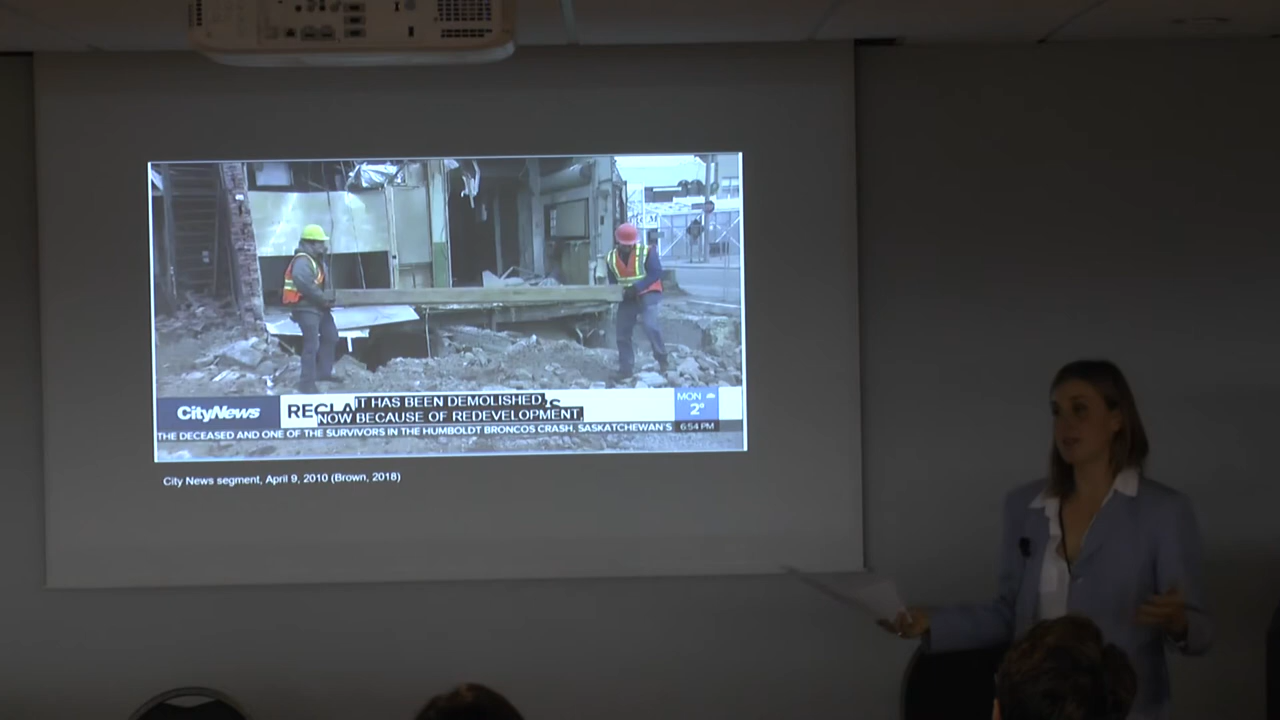 IT HAS BEEN DEMOLISHED
NOW BECAUSE OF REDEVELOPMENT
CityNews
MON
2°
THE DECEASED AND ONE OF THE SURVIVORS IN THE HUMBOLDT BRONCOS CRASH, SASKATCHEWAN'S
6:54 PM
City News segment, April 9, 2010 (Brown, 2018)